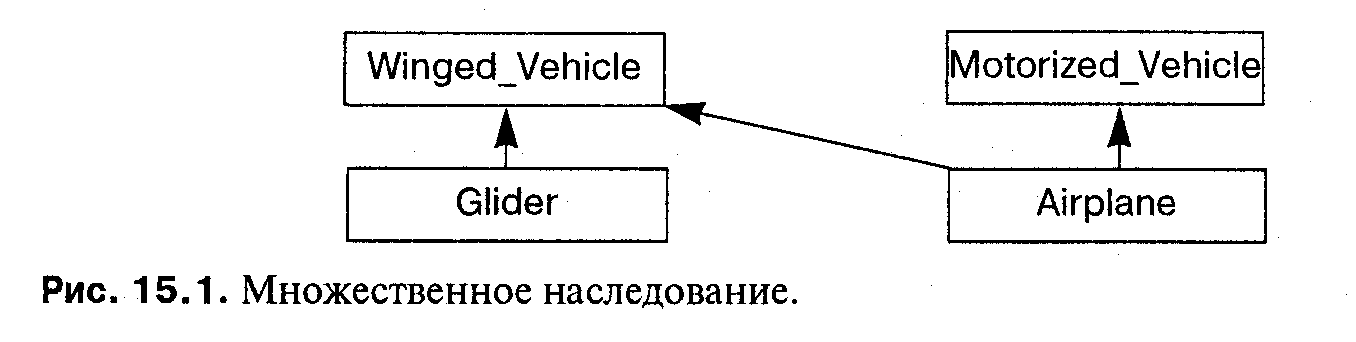 Winged_Vehicle Motorized_Vehicle
Glider Airplane
Рис. 15.1. Множественное наследование.